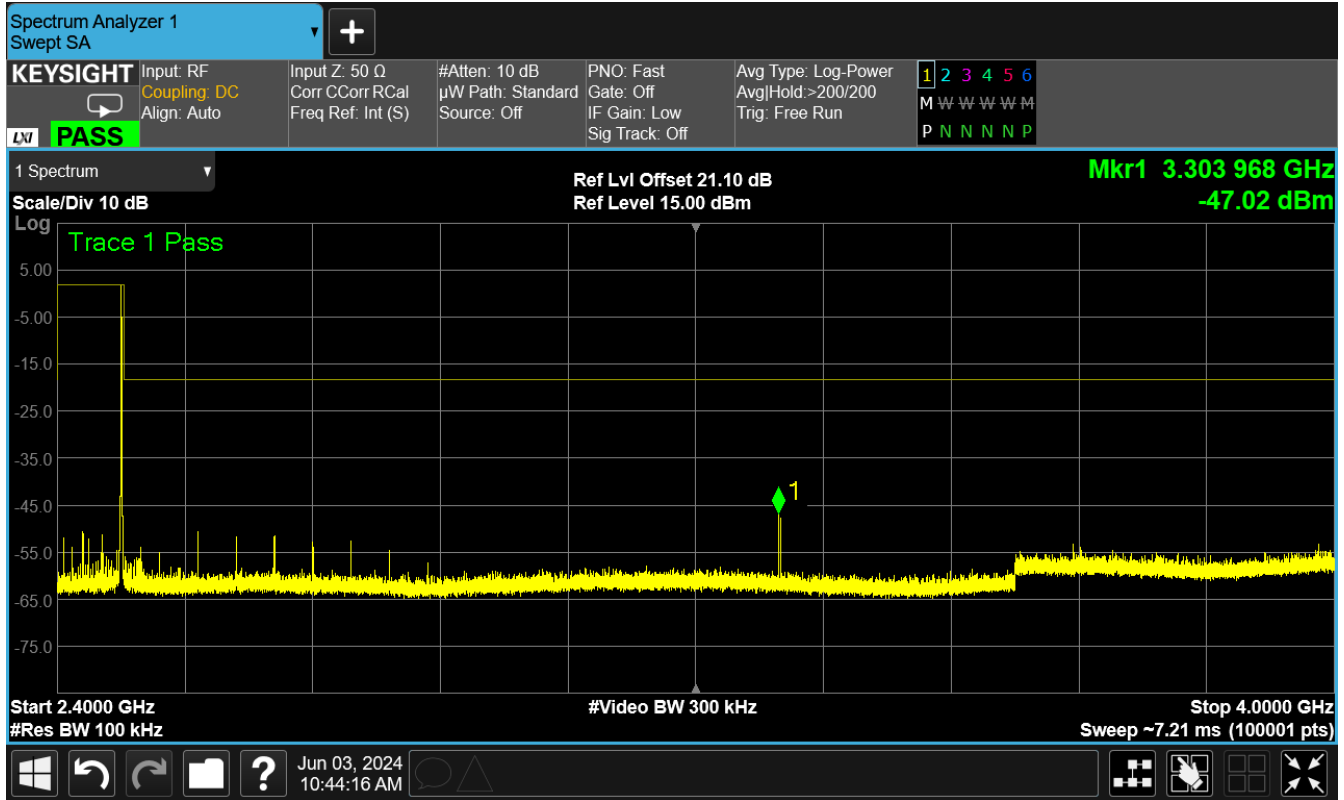 Spectrum Analyzer 1
Swept SA
KEYSIGHT
LXI
PASS
Input: RF
Coupling: DC
Align: Auto
Input Z: 50 Ω
Corr CCorr RCal
Freq Ref: Int (S)
#Atten: 10 dB
µW Path: Standard
Source: Off
PNO: Fast
Gate: Off
IF Gain: Low
Sig Track: Off
Avg Type: Log-Power
Avg|Hold:>200/200
Trig: Free Run
1 2 3 4 5 6
M W W W W M
P N N N N P
1 Spectrum
Scale/Div 10 dB
Ref Lvl Offset 21.10 dB
Ref Level 15.00 dBm
Mkr1 3.303 968 GHz
-47.02 dBm
Log
Trace 1 Pass
5.00
-5.00
-15.0
-25.0
-35.0
1
-45.0
-55.0
-65.0
-75.0
Start 2.4000 GHz
#Video BW 300 kHz
Stop 4.0000 GHz
#Res BW 100 kHz
Sweep ~7.21 ms (100001 pts)
?
Jun 03, 2024
10:44:16 AM